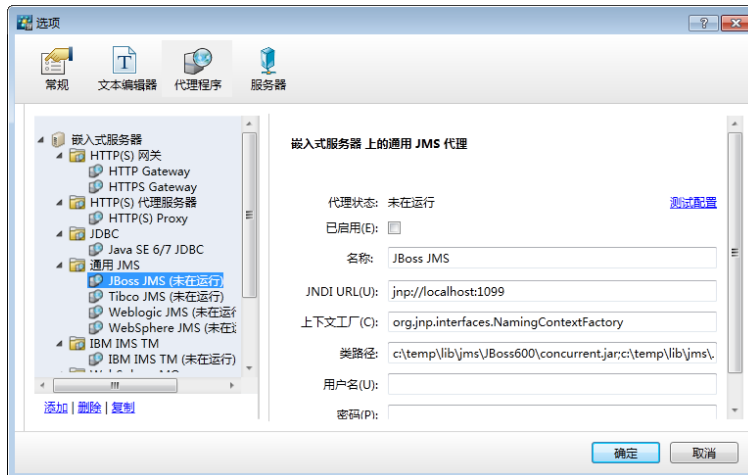 选项
常规
文本编辑器
代理程序
服务器
嵌入式服务器
HTTP(S) 网关
HTTP Gateway
HTTPS Gateway
HTTP(S) 代理服务器
HTTP(S) Proxy
JDBC
Java SE 6/7 JDBC
通用 JMS
JBoss JMS (未在运行)
Tibco JMS (未在运行)
Weblogic JMS (未在运行
WebSphere JMS (未在运
IBM IMS TM
IBM IMS TM (未在运行)
添加 | 删除 | 复制
嵌入式服务器 上的通用 JMS 代理
代理状态: 未在运行 测试配置
已启用(E):
名称: JBoss JMS
JNDI URL(U): jnp://localhost:1099
上下文工厂(C): org.jnp.interfaces.NamingContextFactory
类路径: c:\temp\lib\jms\JBoss600\concurrent.jar;c:\temp\lib\jms\.
用户名(U):
密码(P):
确定
取消